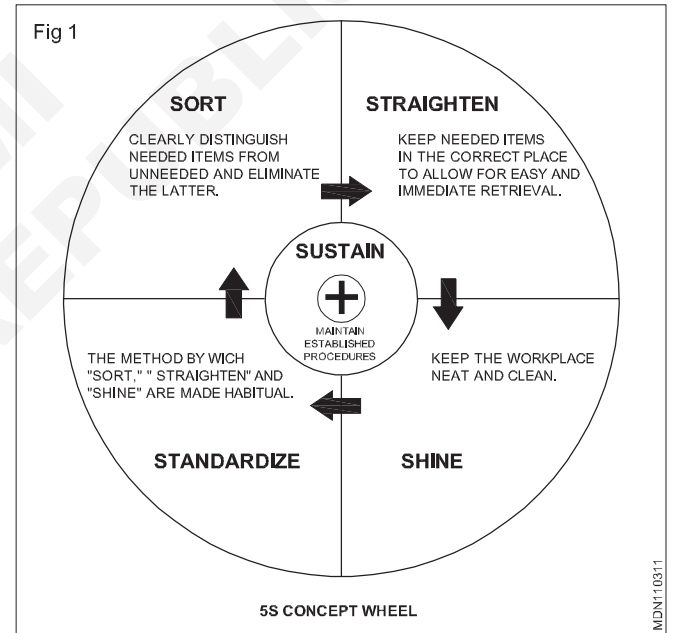 Fig 1
SORT
CLEARLY DISTINGUISH
NEEDED ITEMS FROM
UNNEEDED AND ELIMINATE
THE LATTER.
STRAIGHTEN
KEEP NEEDED ITEMS
IN THE CORRECT PLACE
TO ALLOW FOR EASY AND
IMMEDIATE RETRIEVAL.
SUSTAIN
MAINTAIN
ESTABLISHED
PROCEDURES
THE METHOD BY WICH
"SORT," " STRAIGHTEN" AND
"SHINE" ARE MADE HABITUAL.
STANDARDIZE
KEEP THE WORKPLACE
NEAT AND CLEAN.
SHINE
5S CONCEPT WHEEL
MDN110311